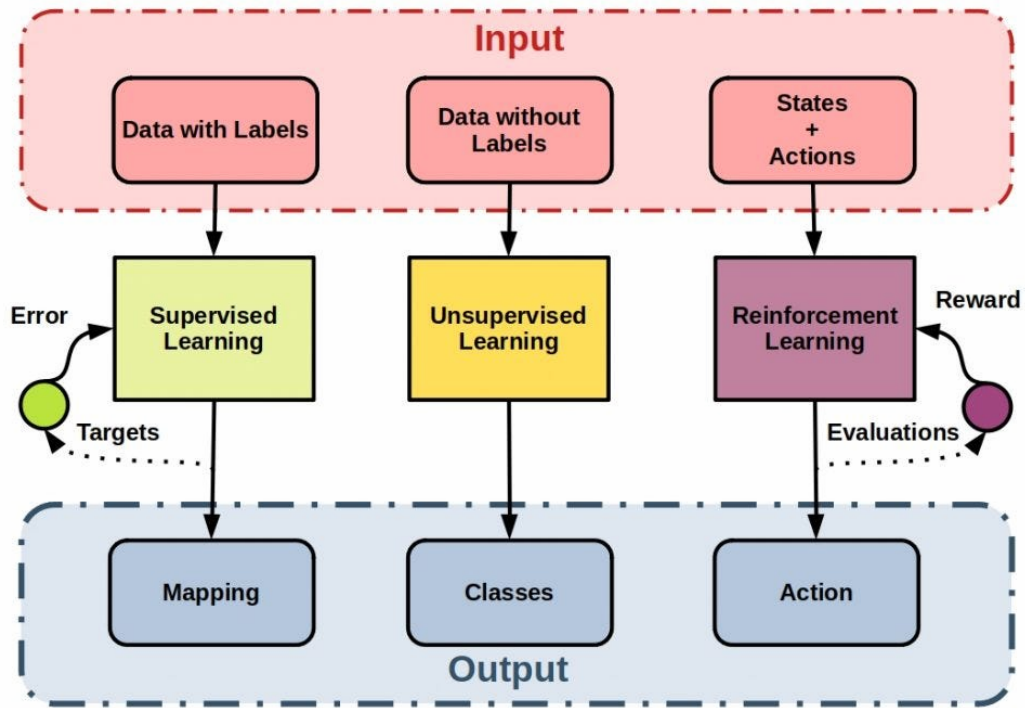 Input
Data with Labels
Data without
Labels
States
+
Actions
Error
Supervised
Learning
Unsupervised
Learning
Reinforcement
Learning
Reward
Targets
Evaluations
Mapping
Classes
Action
Output